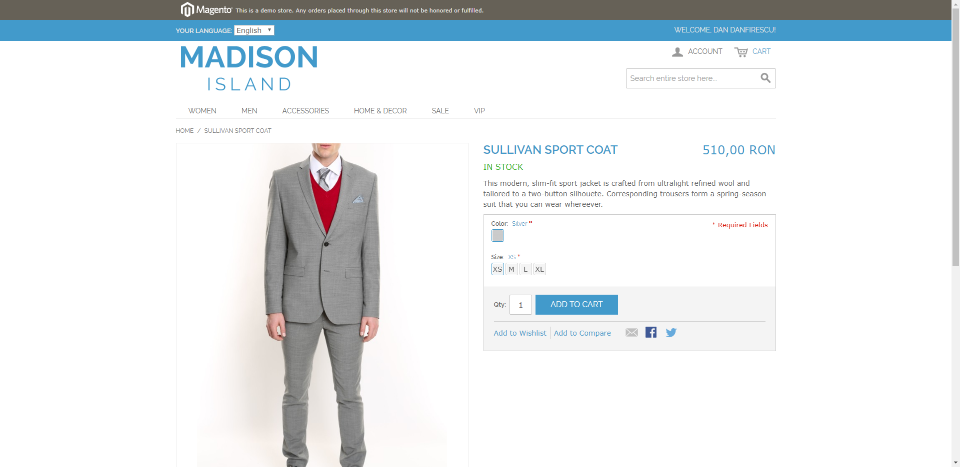 Magento This is a demo store. Any orders placed through this store will not be honored or fulfilled.
YOUR LANGUAGE: English
WELCOME, DAN DANFIRESCU!
MADISON
ISLAND
ACCOUNT CART
Search entire store here...
WOMEN MEN ACCESSORIES HOME & DECOR SALE VIP
HOME / SULLIVAN SPORT COAT
SULLIVAN SPORT COAT 510,00 RON
IN STOCK
This modern, slim-fit sport jacket is crafted from ultralight refined wool and
tailored to a two-button silhouete. Corresponding trousers form a spring-season
suit that you can wear whereever.
Color: Silver *
* Required Fields
Size XS *
XS M L XL
Qty: 1 ADD TO CART
Add to Wishlist Add to Compare